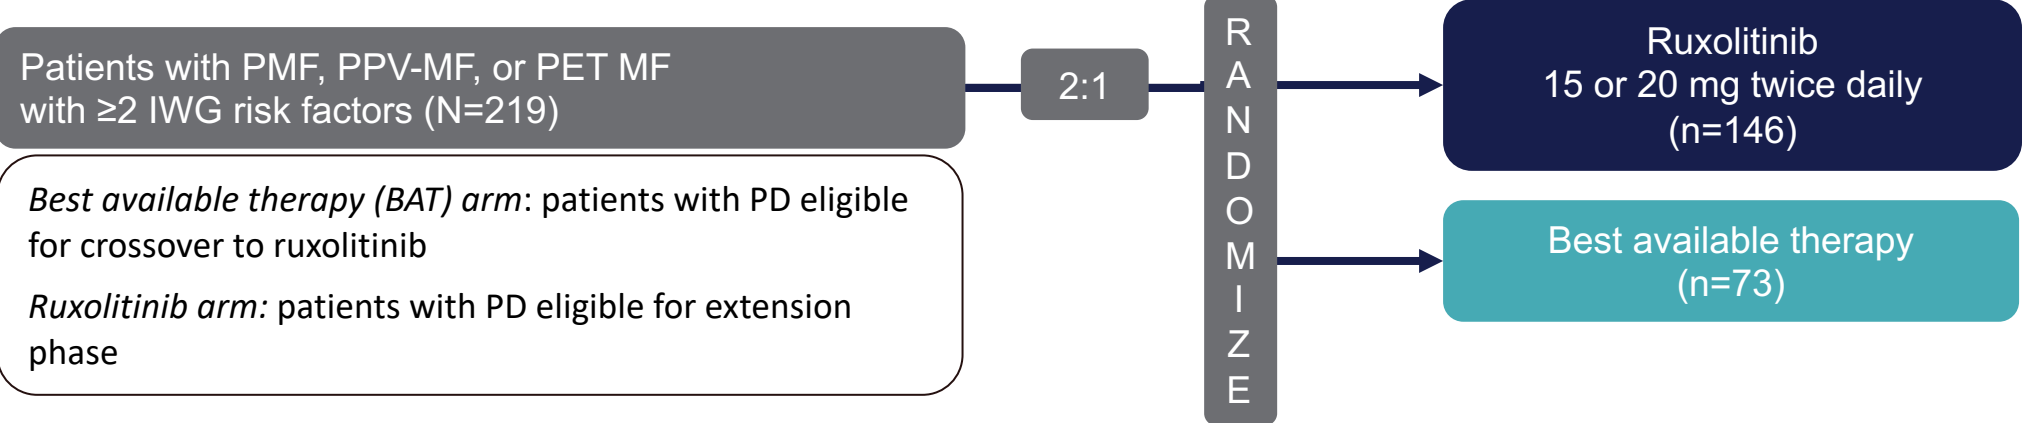 Patients with PMF, PPV-MF, or PET MF
with ≥2 IWG risk factors (N=219)
Best available therapy (BAT) arm: patients with PD eligible
for crossover to ruxolitinib
Ruxolitinib arm: patients with PD eligible for extension
phase
2:1
R
A
N
D
O
M
I
Z
E
Ruxolitinib
15 or 20 mg twice daily
(n=146)
Best available therapy
(n=73)